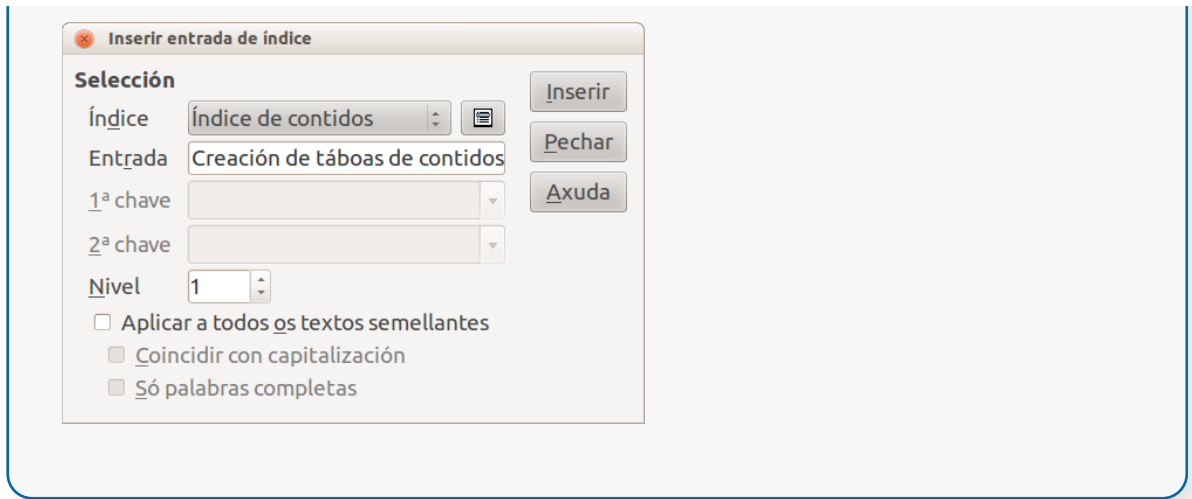 Inserir entrada de índice
Selección
Índice Índice de contidos
Inserir
Entrada Creación de táboas de contidos
Pechar
1ª chave
Axuda
2ª chave
Nivel 1
Aplicar a todos os textos semellantes
Coincidir con capitalización
Só palabras completas